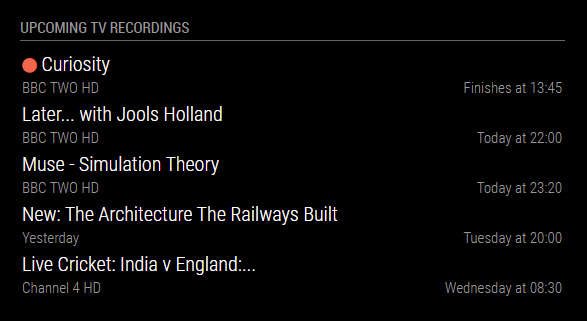 UPCOMING TV RECORDINGS
Curiosity
BBC TWO HD Finishes at 13:45
Later... with Jools Holland
BBC TWO HD Today at 22:00
Muse - Simulation Theory
BBC TWO HD Today at 23:20
New: The Architecture The Railways Built
Yesterday Tuesday at 20:00
Live Cricket: India v England:...
Channel 4 HD Wednesday at 08:30